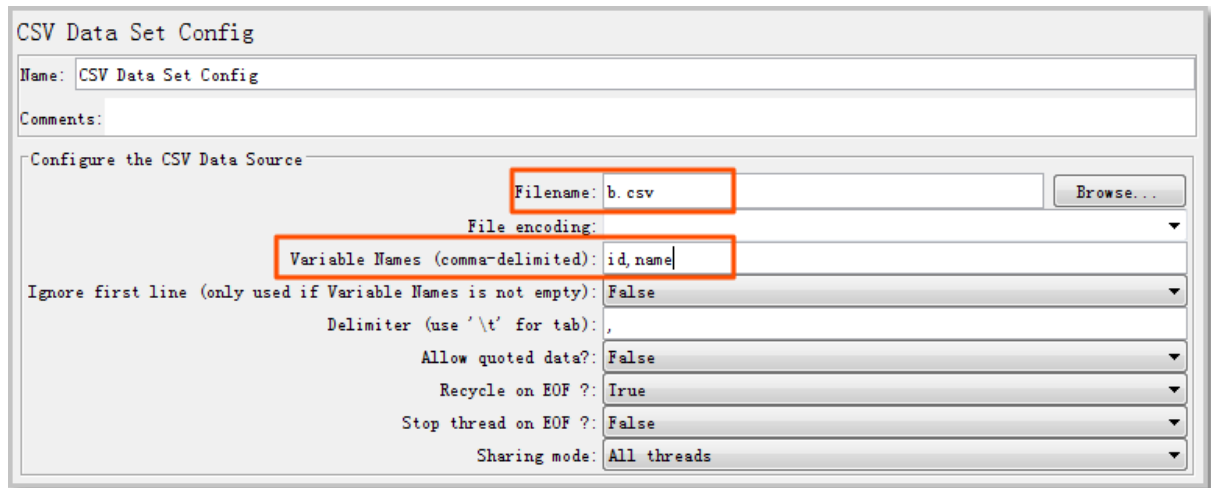 CSV Data Set Config
Name: CSV Data Set Config
Comments:
Configure the CSV Data Source
Filename: b.csv Browse...
File encoding:
Variable Names (comma-delimited): id,name
Ignore first line (only used if Variable Names is not empty): False
Delimiter (use '\t' for tab): ,
Allow quoted data?: False
Recycle on EOF ?: True
Stop thread on EOF ?: False
Sharing mode: All threads